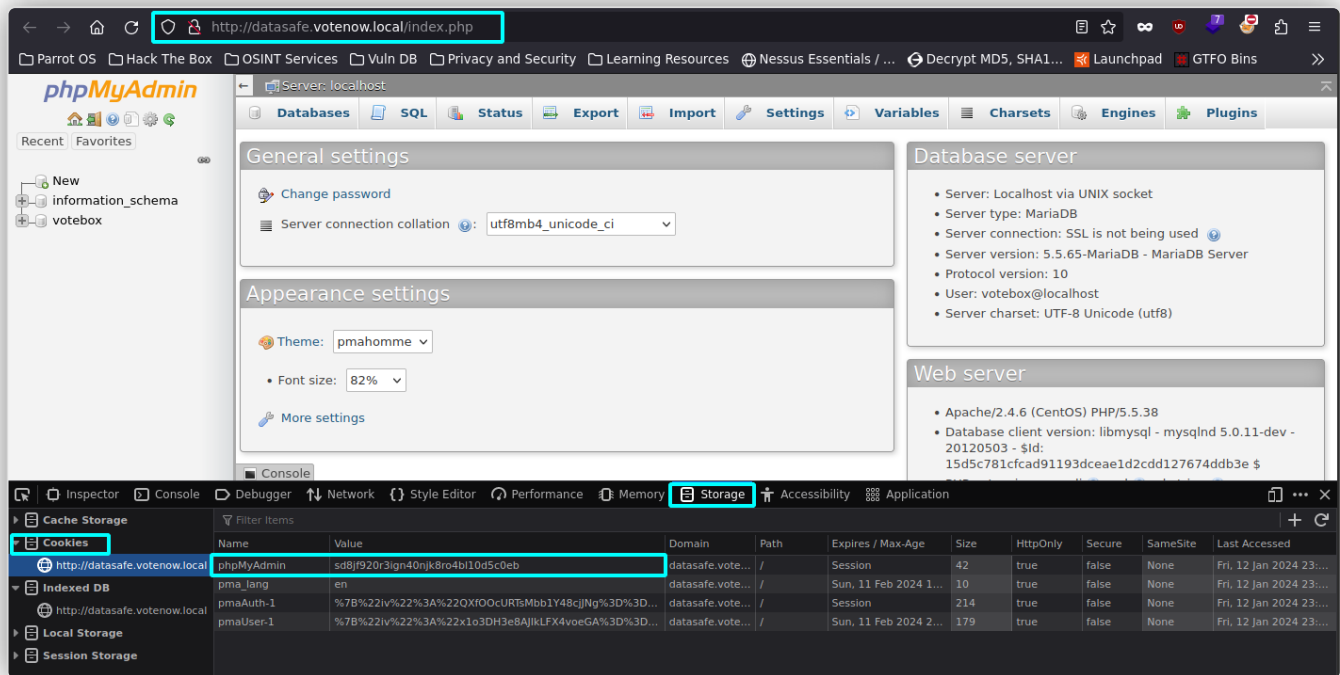 http://datasafe.votenow.local/index.php
7
Parrot OS Hack The Box OSINT Services Vuln DB Privacy and Security Learning Resources Nessus Essentials / ... Decrypt MD5, SHA1... Launchpad GTFO Bins
phpMyAdmin
Recent Favorites
New
information_schema
votebox
Server: localhost
Databases SQL Status Export Import Settings Variables Charsets Engines Plugins
General settings
Change password
Server connection collation : utf8mb4_unicode_ci
Appearance settings
Theme: pmahomme
• Font size: 82%
More settings
Console
Database server
• Server: Localhost via UNIX socket
• Server type: MariaDB
• Server connection: SSL is not being used
• Server version: 5.5.65-MariaDB - MariaDB Server
• Protocol version: 10
• User: votebox@localhost
• Server charset: UTF-8 Unicode (utf8)
Web server
• Apache/2.4.6 (CentOS) PHP/5.5.38
• Database client version: libmysql - mysqlnd 5.0.11-dev -
20120503 - $Id:
15d5c781cfcad91193dceae1d2cdd127674ddb3e $
Inspector Console Debugger Network Style Editor Performance Memory Storage Accessibility Application
Cache Storage
Cookies
http://datasafe.votenow.local
Indexed DB
http://datasafe.votenow.local
Local Storage
Session Storage
Filter Items
Name Value Domain Path Expires / Max-Age Size HttpOnly Secure SameSite Last Accessed
phpMyAdmin sd8jf920r3ign40njk8ro4bl10d5c0eb datasafe.vote... / Session 42 true false None Fri, 12 Jan 2024 23:...
pma_lang en datasafe.vote... / Sun, 11 Feb 2024 1... 10 true false None Fri, 12 Jan 2024 23:...
pmaAuth-1 %7B%22iv%22%3A%22QXfOOcURTsMbb1Y48cjJNg%3D%3D... datasafe.vote... / Session 214 true false None Fri, 12 Jan 2024 23:...
pmaUser-1 %7B%22iv%22%3A%22x1o3DH3e8AJlkLFX4voeGA%3D%3D... datasafe.vote... / Sun, 11 Feb 2024 2... 179 true false None Fri, 12 Jan 2024 23:...